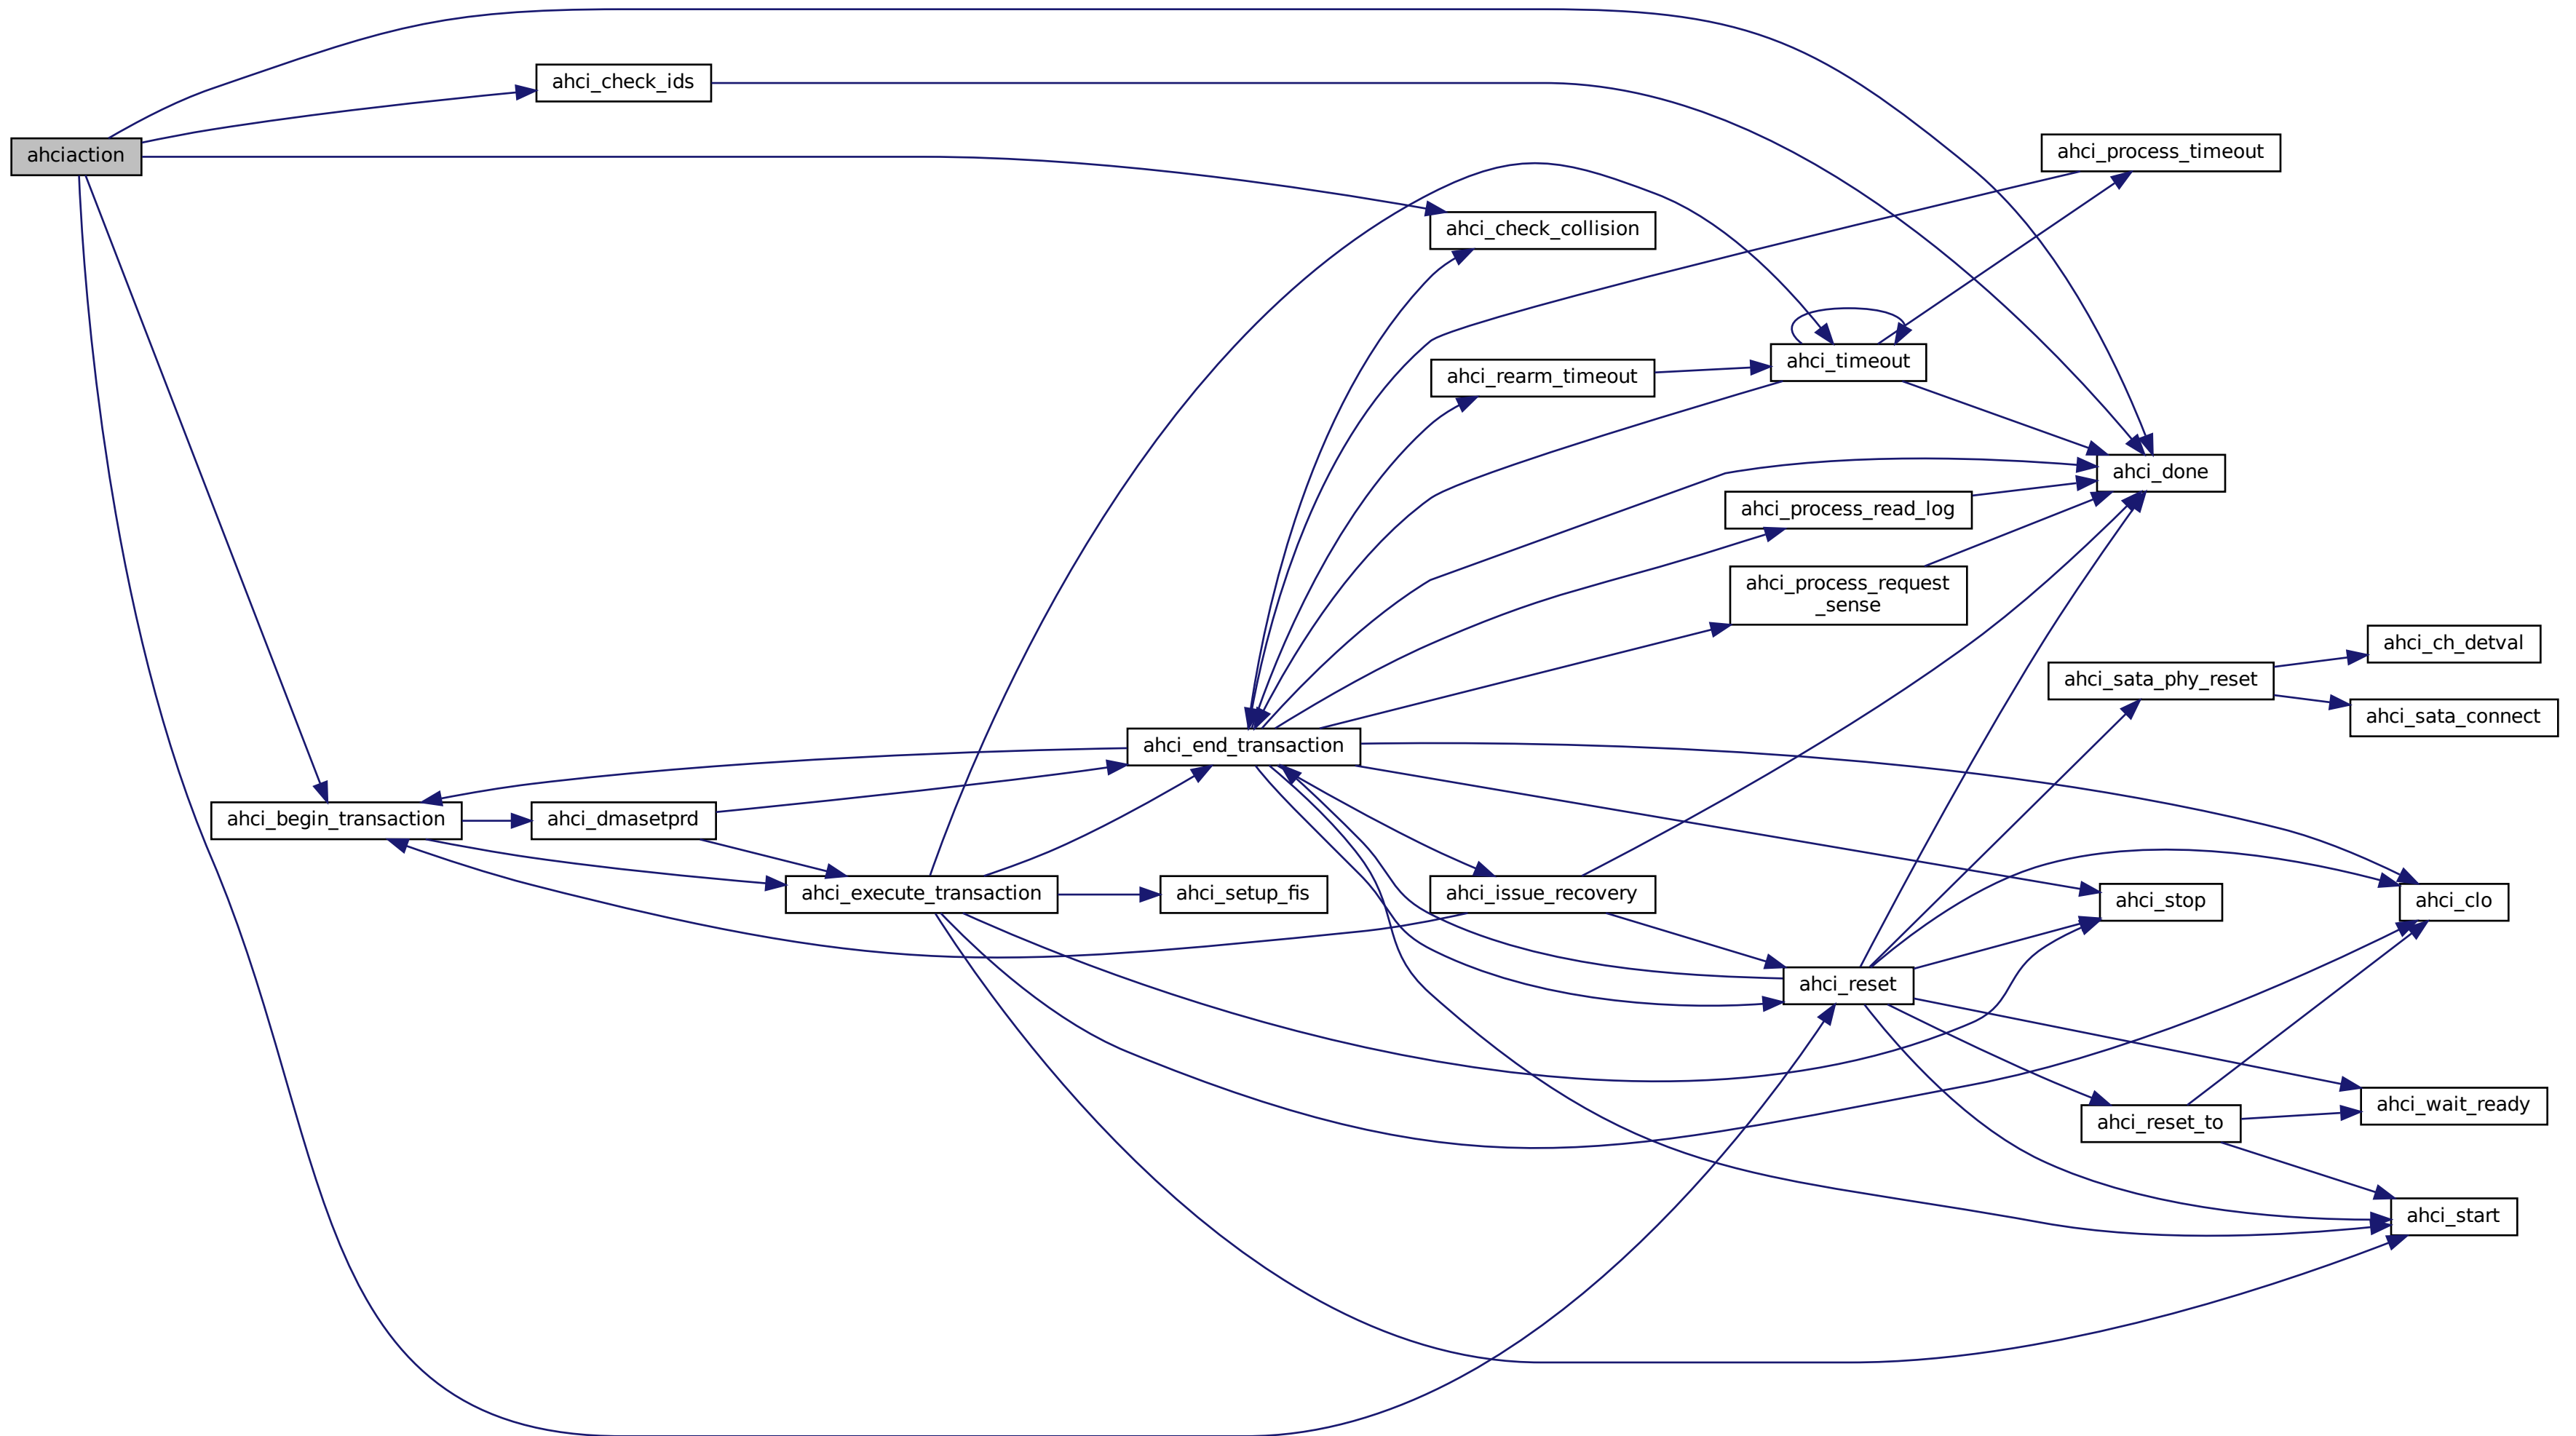 ahciaction
ahci_check_ids
ahci_process_timeout
ahci_check_collision
ahci_rearm_timeout
ahci_timeout
ahci_done
ahci_process_read_log
ahci_process_request
_sense
ahci_ch_detval
ahci_sata_phy_reset
ahci_sata_connect
ahci_end_transaction
ahci_begin_transaction
ahci_dmasetprd
ahci_execute_transaction
ahci_setup_fis
ahci_issue_recovery
ahci_stop
ahci_clo
ahci_reset
ahci_wait_ready
ahci_reset_to
ahci_start